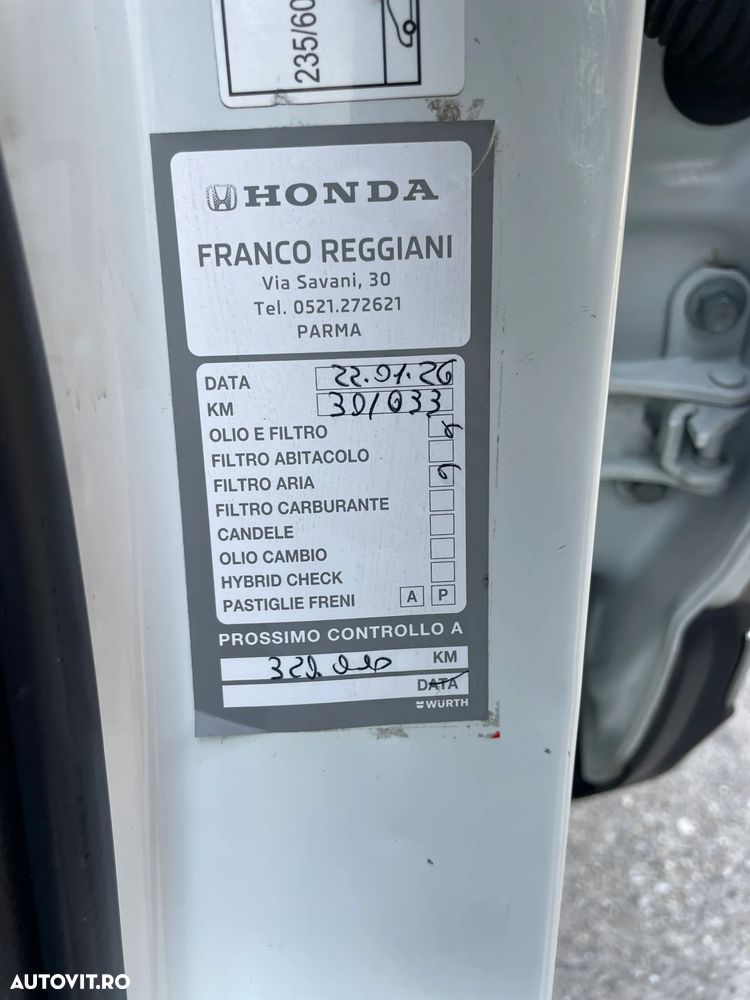 235/60
HONDA
FRANCO REGGIANI
Via Savani, 30
Tel. 0521.272621
PARMA
DATA 22.01.26
KM 301033
OLIO E FILTRO
FILTRO ABITACOLO
FILTRO ARIA
FILTRO CARBURANTE
CANDELE
OLIO CAMBIO
HYBRID CHECK
PASTIGLIE FRENI A P
PROSSIMO CONTROLLO A
KM
DATA
WÜRTH
AUTOVIT.RO